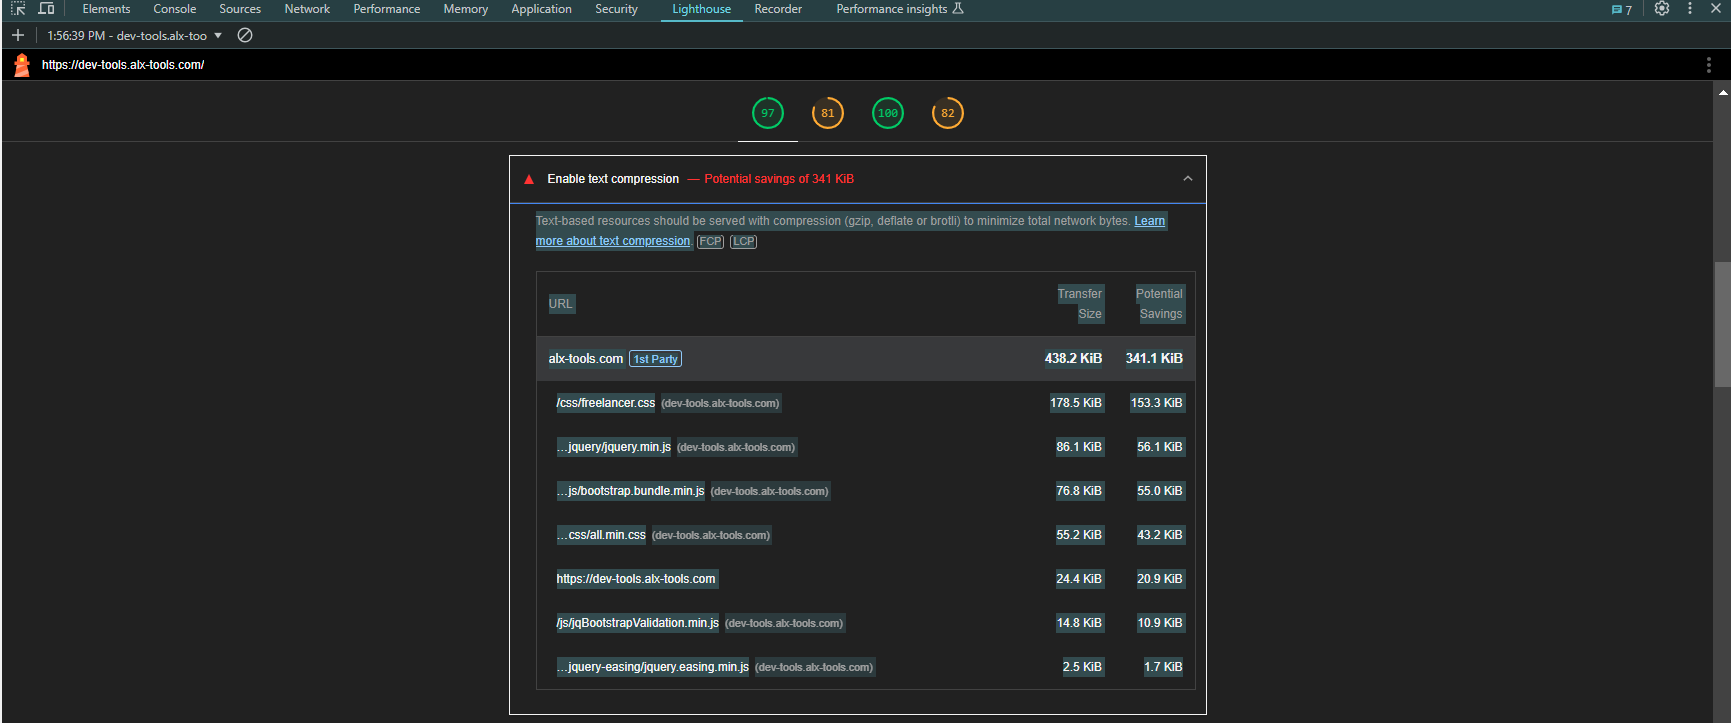 Elements Console Sources Network Performance Memory Application Security Lighthouse Recorder Performance insights 7
1:56:39 PM - dev-tools.alx-too
https://dev-tools.alx-tools.com/
97 81 100 82
Enable text compression — Potential savings of 341 KiB
Text-based resources should be served with compression (gzip, deflate or brotli) to minimize total network bytes. Learn
more about text compression. FCP LCP
URL Transfer Size Potential Savings
alx-tools.com 1st Party 438.2 KiB 341.1 KiB
/css/freelancer.css (dev-tools.alx-tools.com) 178.5 KiB 153.3 KiB
…jquery/jquery.min.js (dev-tools.alx-tools.com) 86.1 KiB 56.1 KiB
…js/bootstrap.bundle.min.js (dev-tools.alx-tools.com) 76.8 KiB 55.0 KiB
…css/all.min.css (dev-tools.alx-tools.com) 55.2 KiB 43.2 KiB
https://dev-tools.alx-tools.com 24.4 KiB 20.9 KiB
/js/jqBootstrapValidation.min.js (dev-tools.alx-tools.com) 14.8 KiB 10.9 KiB
…jquery-easing/jquery.easing.min.js (dev-tools.alx-tools.com) 2.5 KiB 1.7 KiB